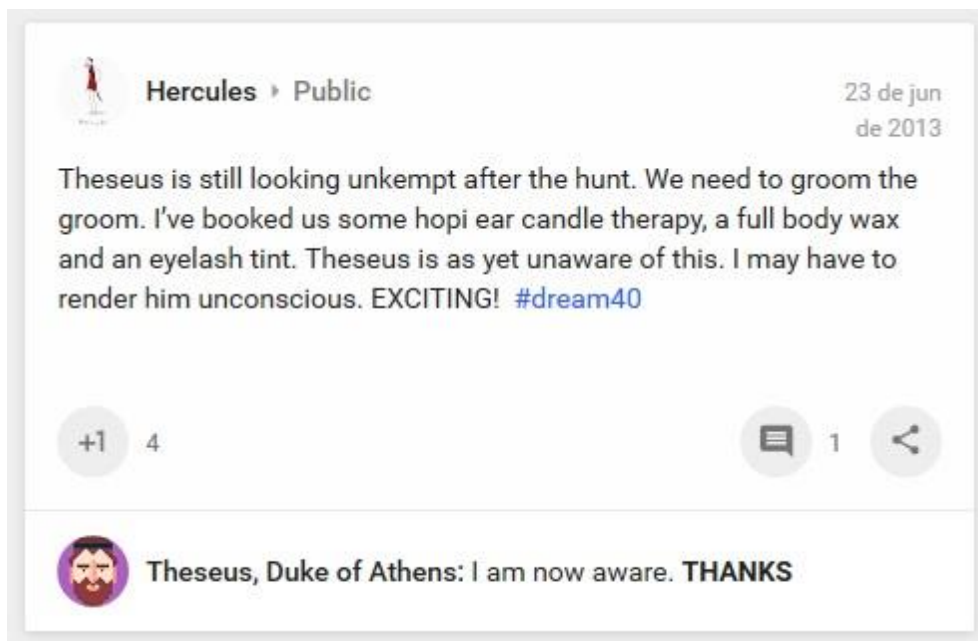 Hercules ▸ Public
23 de jun
de 2013
Theseus is still looking unkempt after the hunt. We need to groom the
groom. I've booked us some hopi ear candle therapy, a full body wax
and an eyelash tint. Theseus is as yet unaware of this. I may have to
render him unconscious. EXCITING! #dream40
+1 4 1
Theseus, Duke of Athens: I am now aware. THANKS